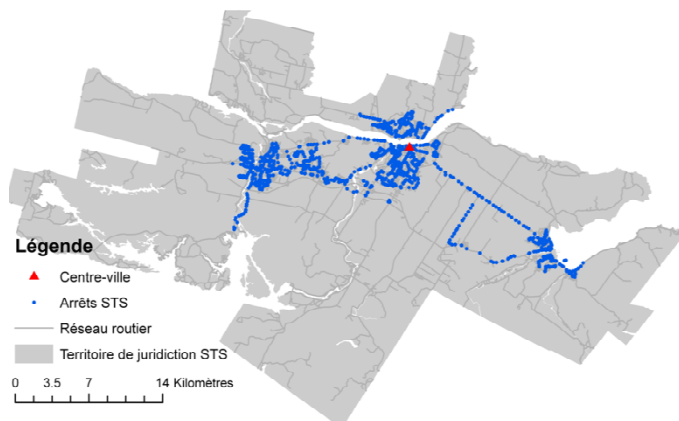 Légende
Centre-ville
Arrêts STS
Réseau routier
Territoire de juridiction STS
0 3.5 7 14 Kilomètres